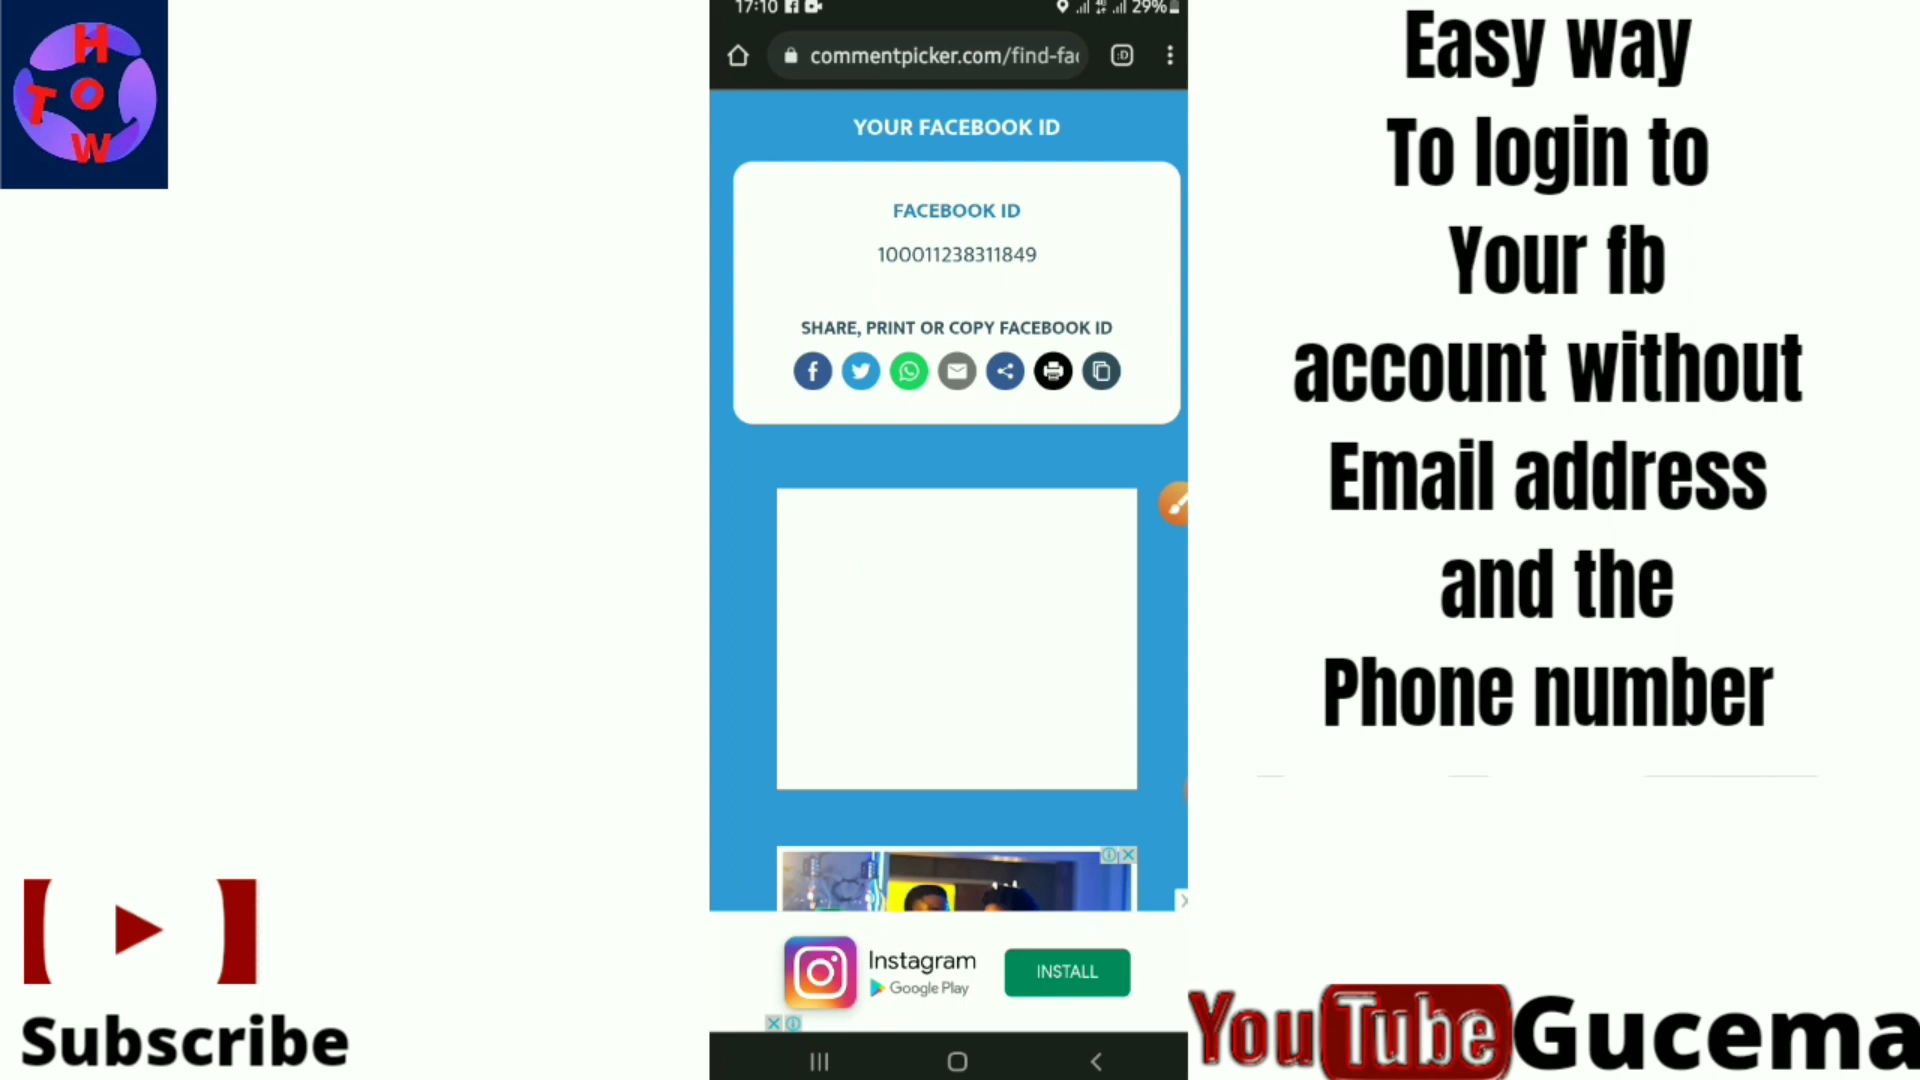 H
T O
W
17:10 29%
commentpicker.com/find-fac
:D
YOUR FACEBOOK ID
FACEBOOK ID
100011238311849
SHARE, PRINT OR COPY FACEBOOK ID
Instagram
Google Play
INSTALL
Easy way
To login to
Your fb
account without
Email address
and the
Phone number
Subscribe
YouTube Gucema